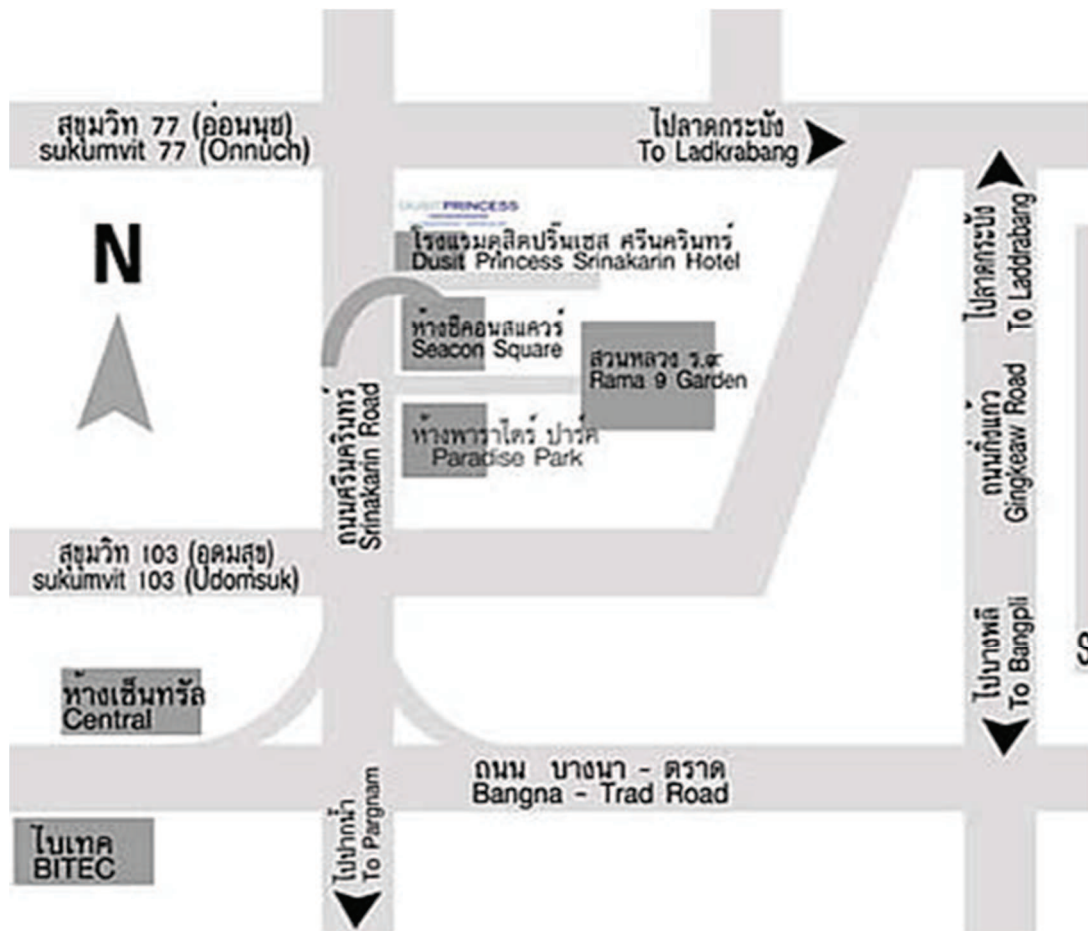 สุขุมวิท 77 (อ่อนนุช)
sukumvit 77 (Onnuch)
ไปลาดกระบัง
To Ladkrabang
N
DUSIT PRINCESS
โรงแรมดุสิตปริ๊นเซส ศรีนครินทร์
Dusit Princess Srinakarin Hotel
ห้างซีคอนสแควร์
Seacon Square
สวนหลวง ร.๙
Rama 9 Garden
ห้างพาราไดร์ ปาร์ค
Paradise Park
ถนนศรีนครินทร์
Srinakarin Road
ไปลาดกระบัง
To Laddrabang
ถนนกิ่งแก้ว
Gingkeaw Road
ไปบางพลี
To Bangpli
S
สุขุมวิท 103 (อุดมสุข)
sukumvit 103 (Udomsuk)
ห้างเซ็นทรัล
Central
ถนน บางนา - ตราด
Bangna - Trad Road
ไบเทค
BITEC
ไปปากน้ำ
To Pargnam